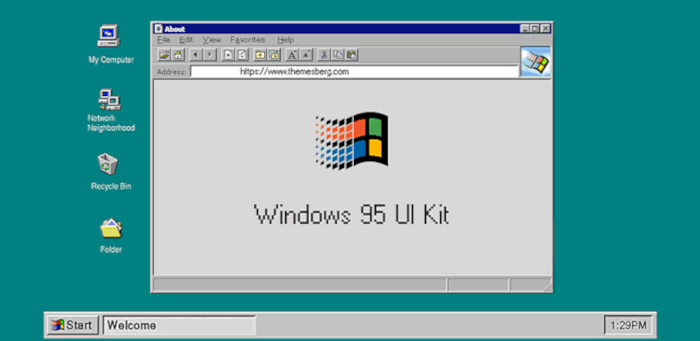 My Computer
Network
Neighborhood
Recycle Bin
Folder
About
File Edit View Favorites Help
A A
Address: https://www.themesberg.com
Windows 95 UI Kit
Start Welcome 1:29PM